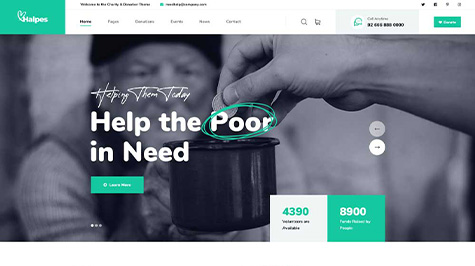 Halpes
Welcome to the Charity & Donation Theme
needhelp@company.com
Home
Pages
Donations
Events
News
Contact
Call Anytime
92 666 888 0000
Donate
Helping Them Today
Help the Poor
in Need
Learn More
4390
Volunteers are
Available
8900
Funds Raised by
People